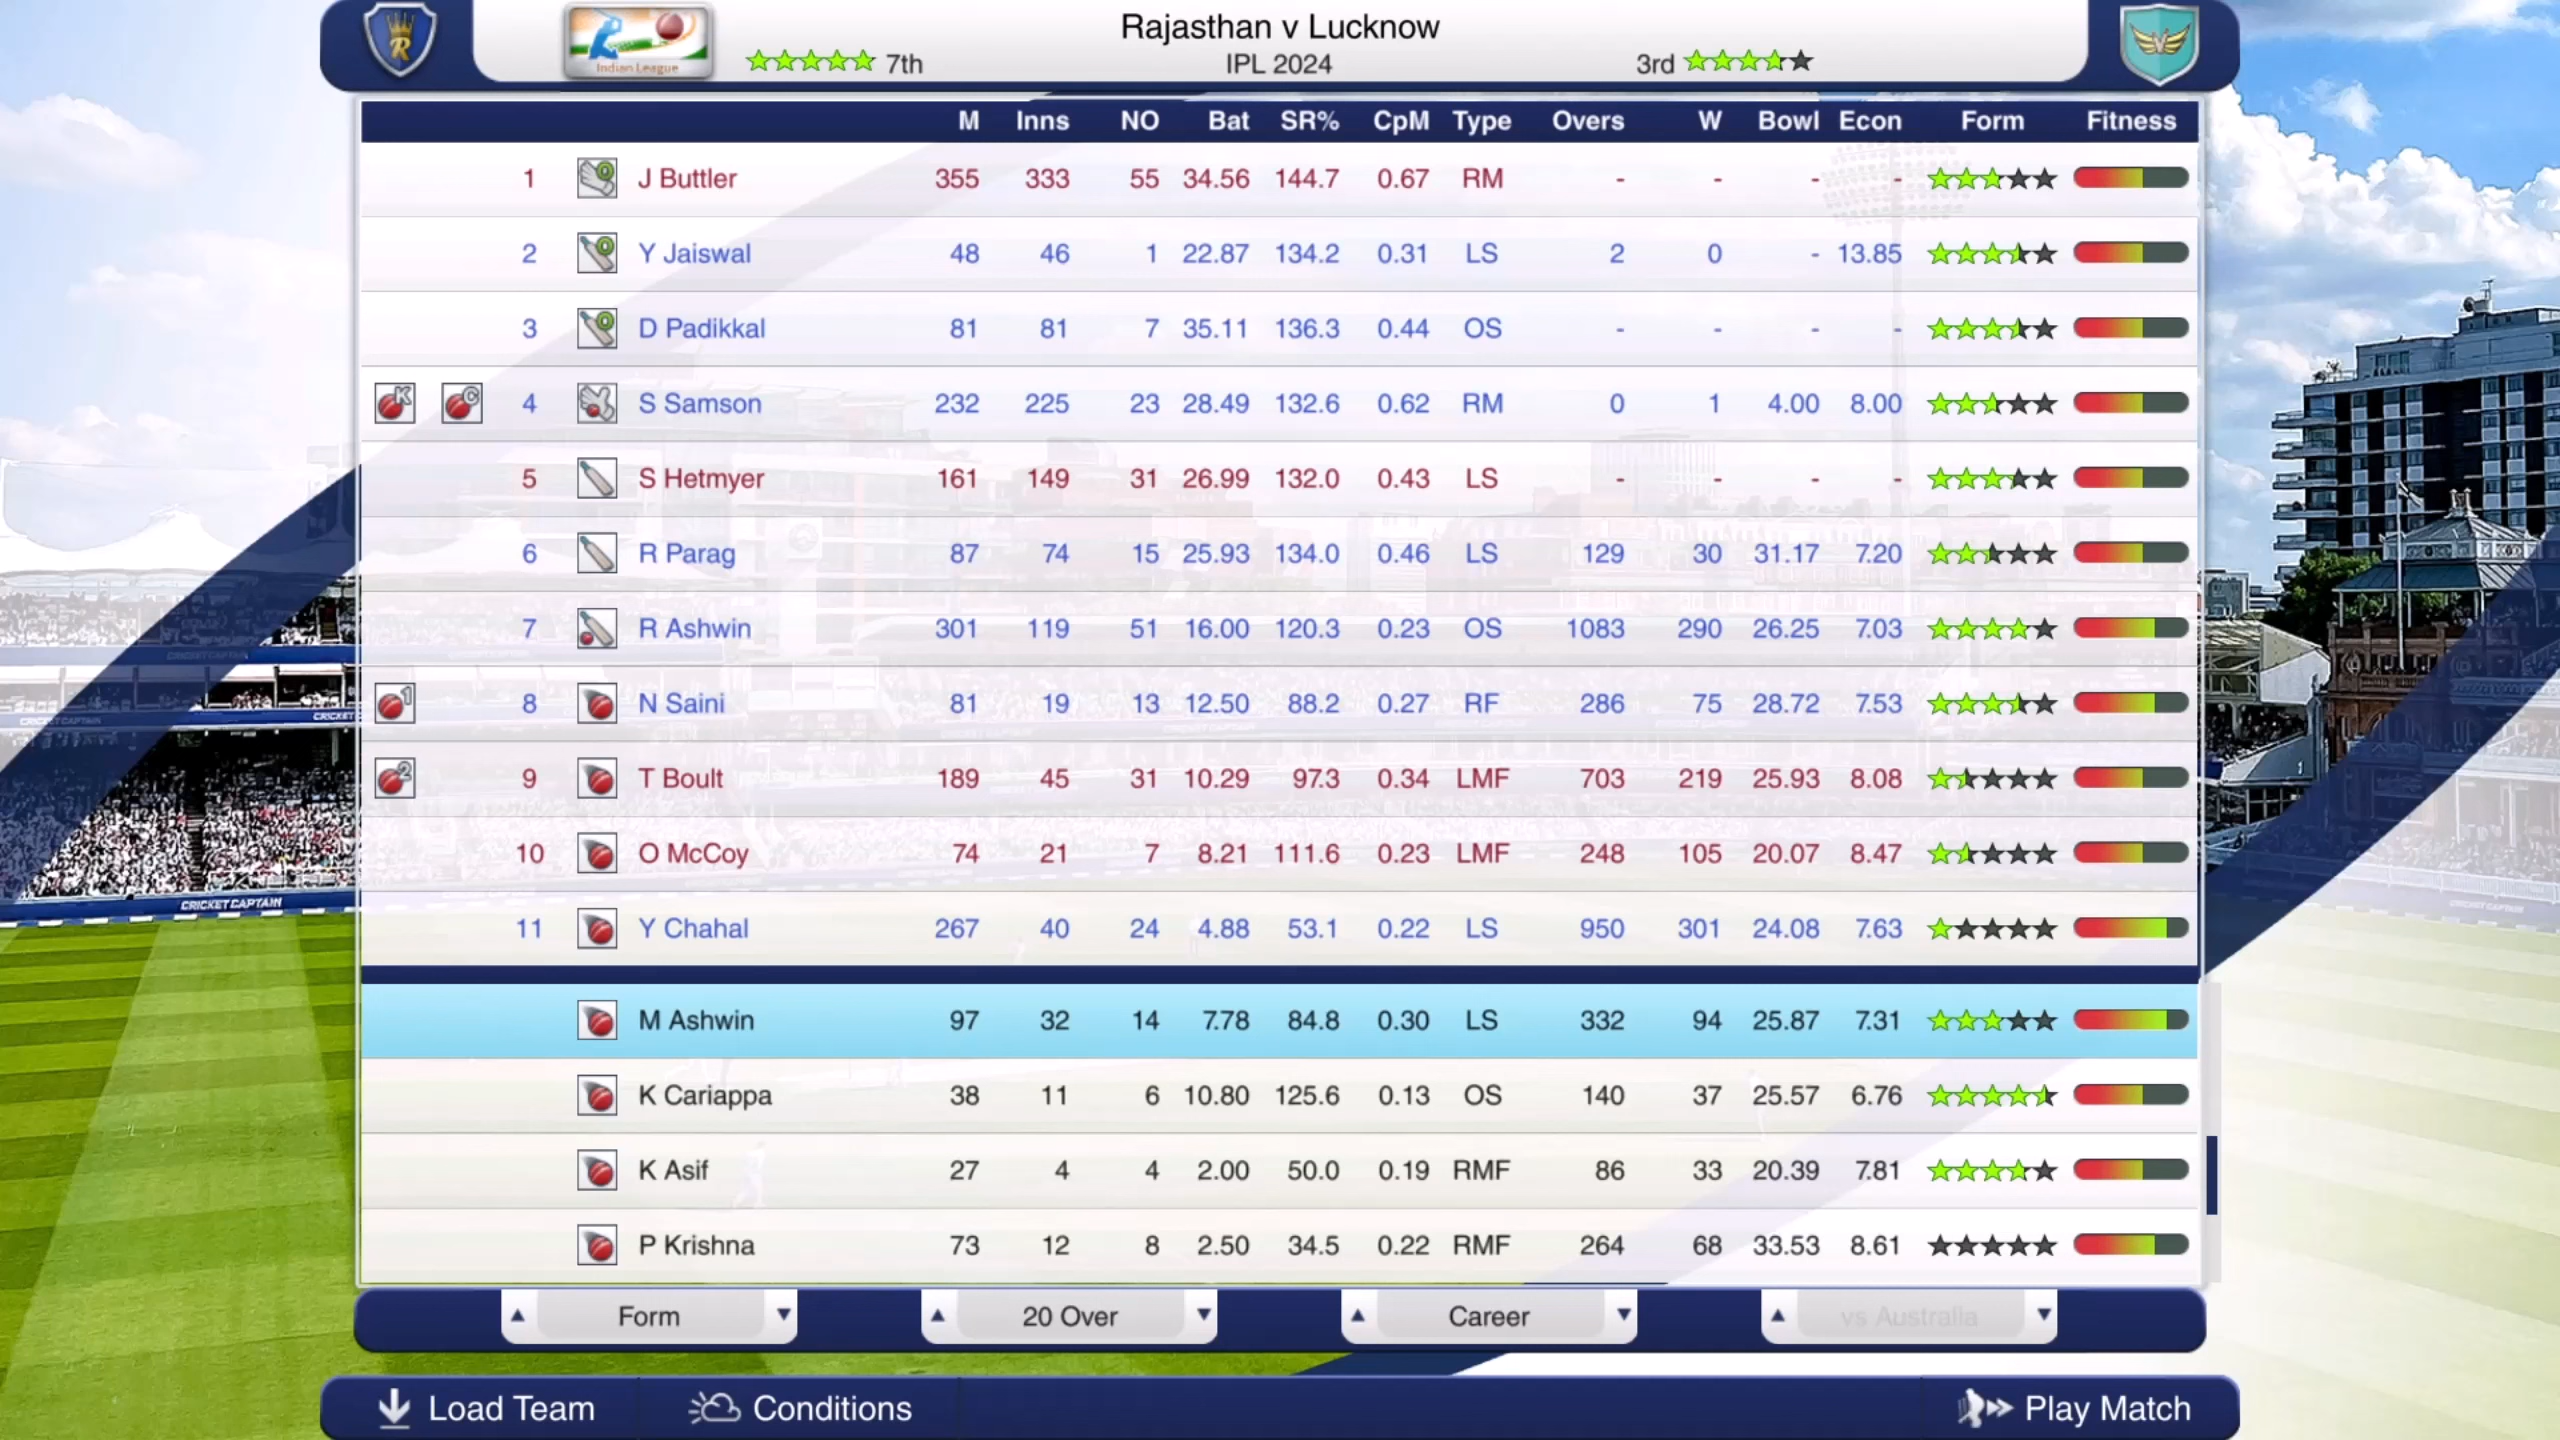 Rajasthan v Lucknow
Indian League 7th IPL 2024 3rd
M Inns NO Bat SR% CpM Type Overs W Bowl Econ Form Fitness
1 J Buttler 355 333 55 34.56 144.7 0.67 RM - - - -
2 Y Jaiswal 48 46 1 22.87 134.2 0.31 LS 2 0 - 13.85
3 D Padikkal 81 81 7 35.11 136.3 0.44 OS - - - -
K C 4 S Samson 232 225 23 28.49 132.6 0.62 RM 0 1 4.00 8.00
5 S Hetmyer 161 149 31 26.99 132.0 0.43 LS - - - -
6 R Parag 87 74 15 25.93 134.0 0.46 LS 129 30 31.17 7.20
7 R Ashwin 301 119 51 16.00 120.3 0.23 OS 1083 290 26.25 7.03
1 8 N Saini 81 19 13 12.50 88.2 0.27 RF 286 75 28.72 7.53
2 9 T Boult 189 45 31 10.29 97.3 0.34 LMF 703 219 25.93 8.08
10 O McCoy 74 21 7 8.21 111.6 0.23 LMF 248 105 20.07 8.47
11 Y Chahal 267 40 24 4.88 53.1 0.22 LS 950 301 24.08 7.63
M Ashwin 97 32 14 7.78 84.8 0.30 LS 332 94 25.87 7.31
K Cariappa 38 11 6 10.80 125.6 0.13 OS 140 37 25.57 6.76
K Asif 27 4 4 2.00 50.0 0.19 RMF 86 33 20.39 7.81
P Krishna 73 12 8 2.50 34.5 0.22 RMF 264 68 33.53 8.61
CRICKET CAPTAIN
Form 20 Over Career vs Australia
Load Team Conditions Play Match